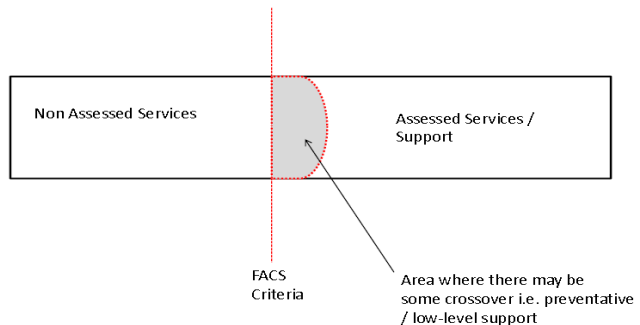 Non Assessed Services
Assessed Services /
Support
FACS
Criteria
Area where there may be
some crossover i.e. preventative
/ low-level support